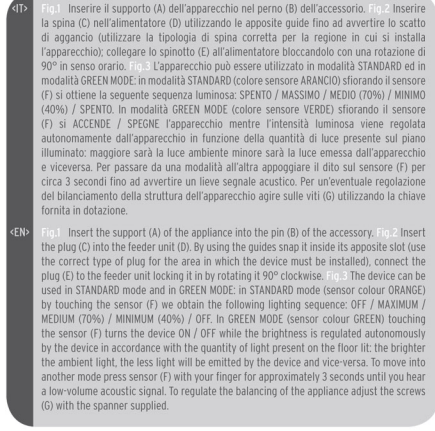 <IT> Fig.1 Inserire il supporto (A) dell'apparecchio nel perno (B) dell'accessorio. Fig.2 Inserire
la spina (C) nell'alimentatore (D) utilizzando le apposite guide fino ad avvertire lo scatto
di aggancio (utilizzare la tipologia di spina corretta per la regione in cui si installa
l'apparecchio); collegare lo spinotto (E) all'alimentatore bloccandolo con una rotazione di
90° in senso orario. Fig.3 L'apparecchio può essere utilizzato in modalità STANDARD ed in
modalità GREEN MODE: in modalità STANDARD (colore sensore ARANCIO) sfiorando il sensore
(F) si ottiene la seguente sequenza luminosa: SPENTO / MASSIMO / MEDIO (70%) / MINIMO
(40%) / SPENTO. In modalità GREEN MODE (colore sensore VERDE) sfiorando il sensore
(F) si ACCENDE / SPEGNE l'apparecchio mentre l'intensità luminosa viene regolata
autonomamente dall'apparecchio in funzione della quantità di luce presente sul piano
illuminato: maggiore sarà la luce ambiente minore sarà la luce emessa dall'apparecchio
e viceversa. Per passare da una modalità all'altra appoggiare il dito sul sensore (F) per
circa 3 secondi fino ad avvertire un lieve segnale acustico. Per un'eventuale regolazione
del bilanciamento della struttura dell'apparecchio agire sulle viti (G) utilizzando la chiave
fornita in dotazione.
<EN> Fig.1 Insert the support (A) of the appliance into the pin (B) of the accessory. Fig.2 Insert
the plug (C) into the feeder unit (D). By using the guides snap it inside its apposite slot (use
the correct type of plug for the area in which the device must be installed), connect the
plug (E) to the feeder unit locking it in by rotating it 90° clockwise. Fig.3 The device can be
used in STANDARD mode and in GREEN MODE: in STANDARD mode (sensor colour ORANGE)
by touching the sensor (F) we obtain the following lighting sequence: OFF / MAXIMUM /
MEDIUM (70%) / MINIMUM (40%) / OFF. In GREEN MODE (sensor colour GREEN) touching
the sensor (F) turns the device ON / OFF while the brightness is regulated autonomously
by the device in accordance with the quantity of light present on the floor lit: the brighter
the ambient light, the less light will be emitted by the device and vice-versa. To move into
another mode press sensor (F) with your finger for approximately 3 seconds until you hear
a low-volume acoustic signal. To regulate the balancing of the appliance adjust the screws
(G) with the spanner supplied.